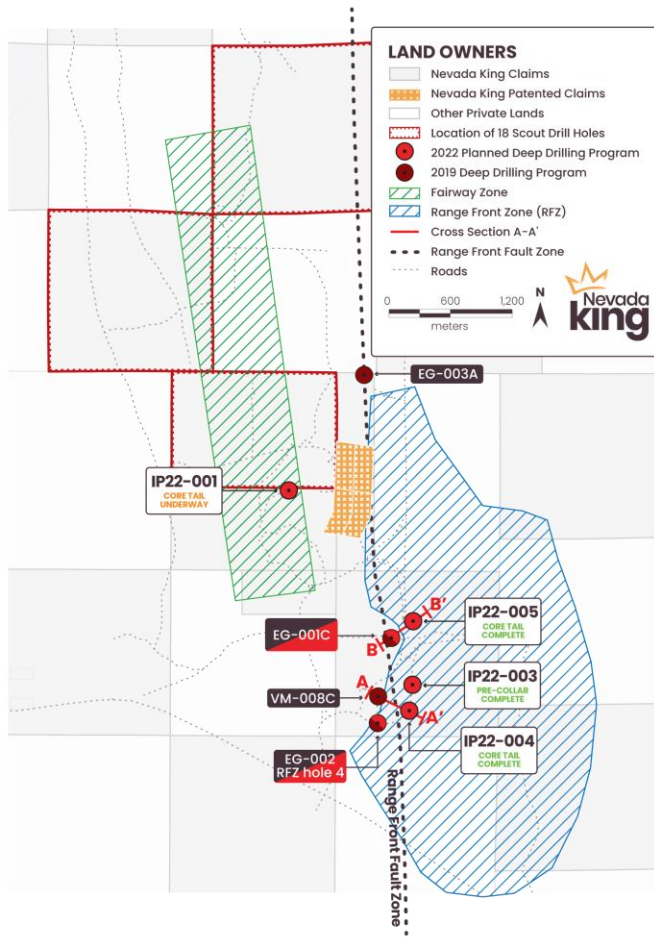 LAND OWNERS
Nevada King Claims
Nevada King Patented Claims
Other Private Lands
Location of 18 Scout Drill Holes
2022 Planned Deep Drilling Program
2019 Deep Drilling Program
Fairway Zone
Range Front Zone (RFZ)
Cross Section A-A'
Range Front Fault Zone
Roads
0 600 1,200
meters
N
Nevada
king
EG-003A
IP22-001
CORE TAIL
UNDERWAY
B'
IP22-005
CORE TAIL
COMPLETE
EG-001C
B
IP22-003
PRE-COLLAR
COMPLETE
A
VM-008C
A'
IP22-004
CORE TAIL
COMPLETE
EG-002
RFZ hole 4
Range Front Fault Zone